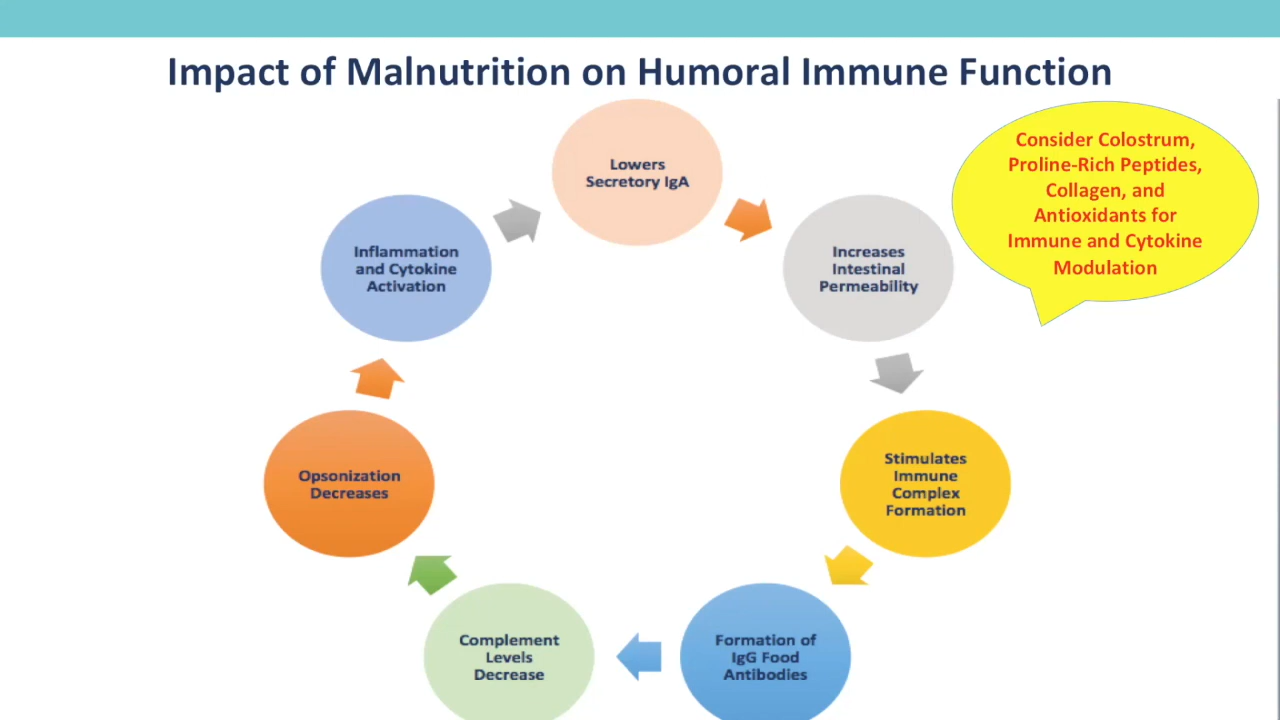 Impact of Malnutrition on Humoral Immune Function
Lowers
Secretory IgA
Increases
Intestinal
Permeability
Stimulates
Immune
Complex
Formation
Formation of
IgG Food
Antibodies
Complement
Levels
Decrease
Opsonization
Decreases
Inflammation
and Cytokine
Activation
Consider Colostrum,
Proline-Rich Peptides,
Collagen, and
Antioxidants for
Immune and Cytokine
Modulation